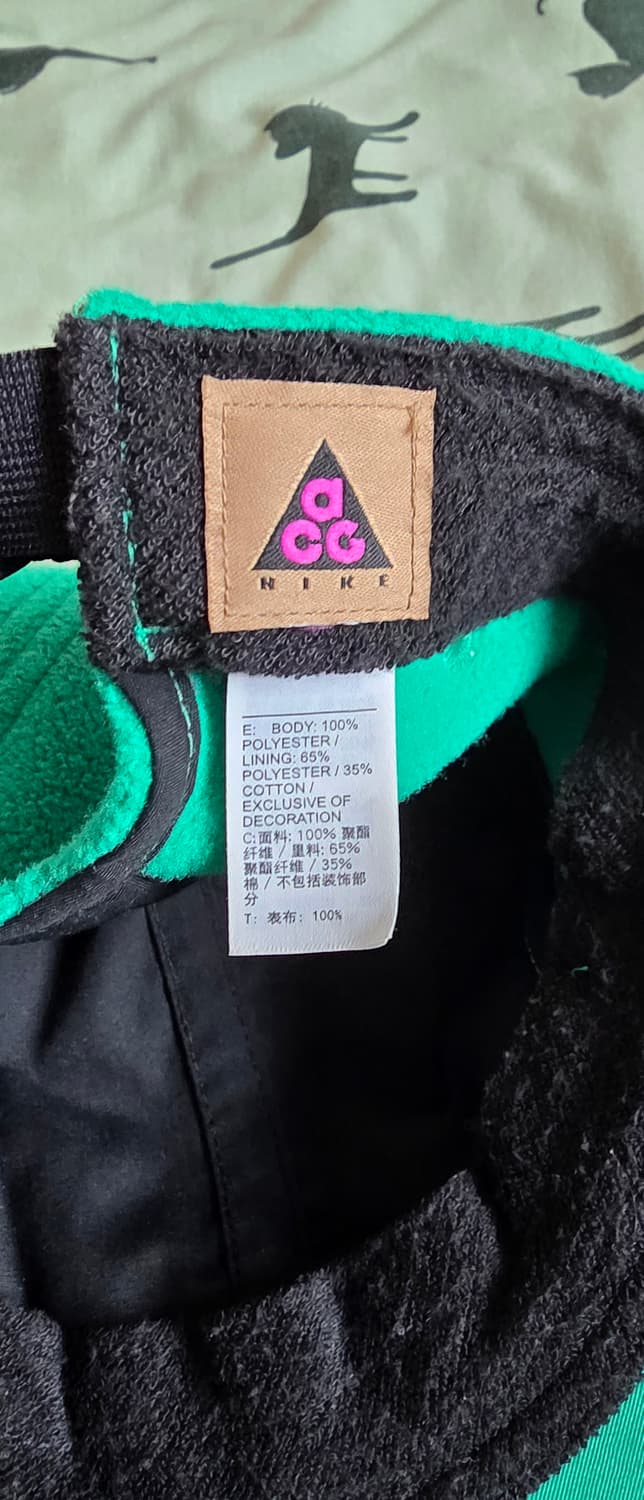 a
CG
NIKE
E: BODY: 100%
POLYESTER /
LINING: 65%
POLYESTER / 35%
COTTON /
EXCLUSIVE OF
DECORATION
C:面料: 100% 聚酯
纤维 / 里料: 65%
聚酯纤维 / 35%
棉 / 不包括装饰部
分
T: 表布: 100%